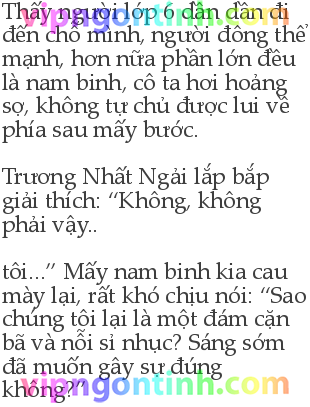 Thấy người lớp 6 dần dần đi
đến chỗ mình, người đông thế
mạnh, hơn nữa phần lớn đều
là nam binh, cô ta hơi hoảng
sợ, không tự chủ được lui về
phía sau mấy bước.
Trương Nhất Ngải lắp bắp
giải thích: “Không, không
phải vậy..
tôi...” Mấy nam binh kia cau
mày lại, rất khó chịu nói: “Sao
chúng tôi lại là một đám cặn
bã và nỗi sỉ nhục? Sáng sớm
đã muốn gây sự đúng
không?”
vipngontinh.com